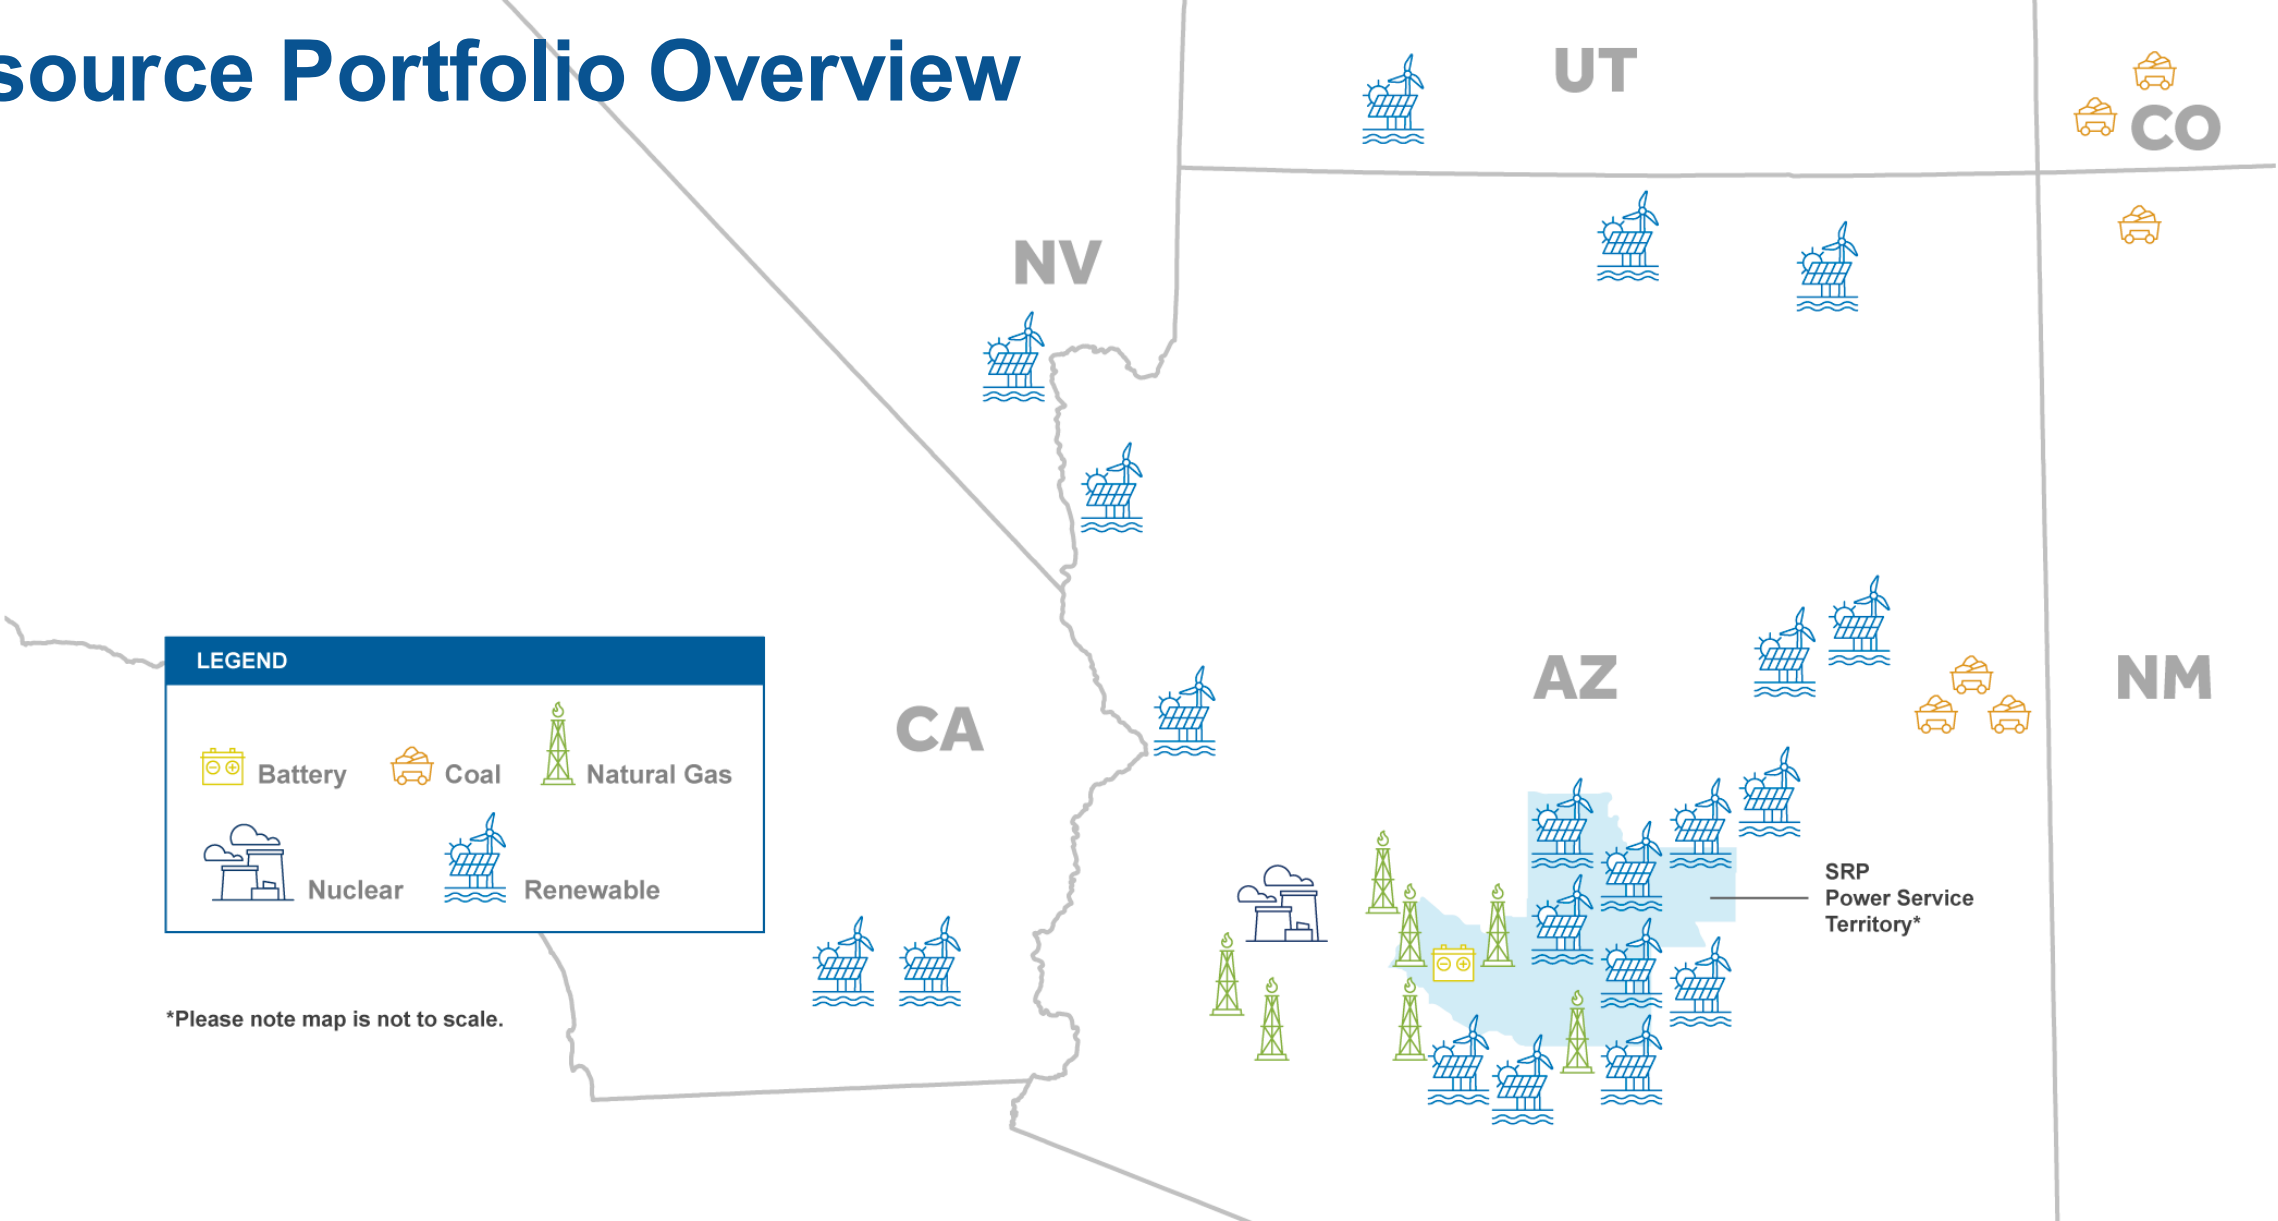 source Portfolio Overview
UT
CO
NV
AZ
NM
CA
LEGEND
Battery
Coal
Natural Gas
Nuclear
Renewable
SRP
Power Service
Territory*
*Please note map is not to scale.